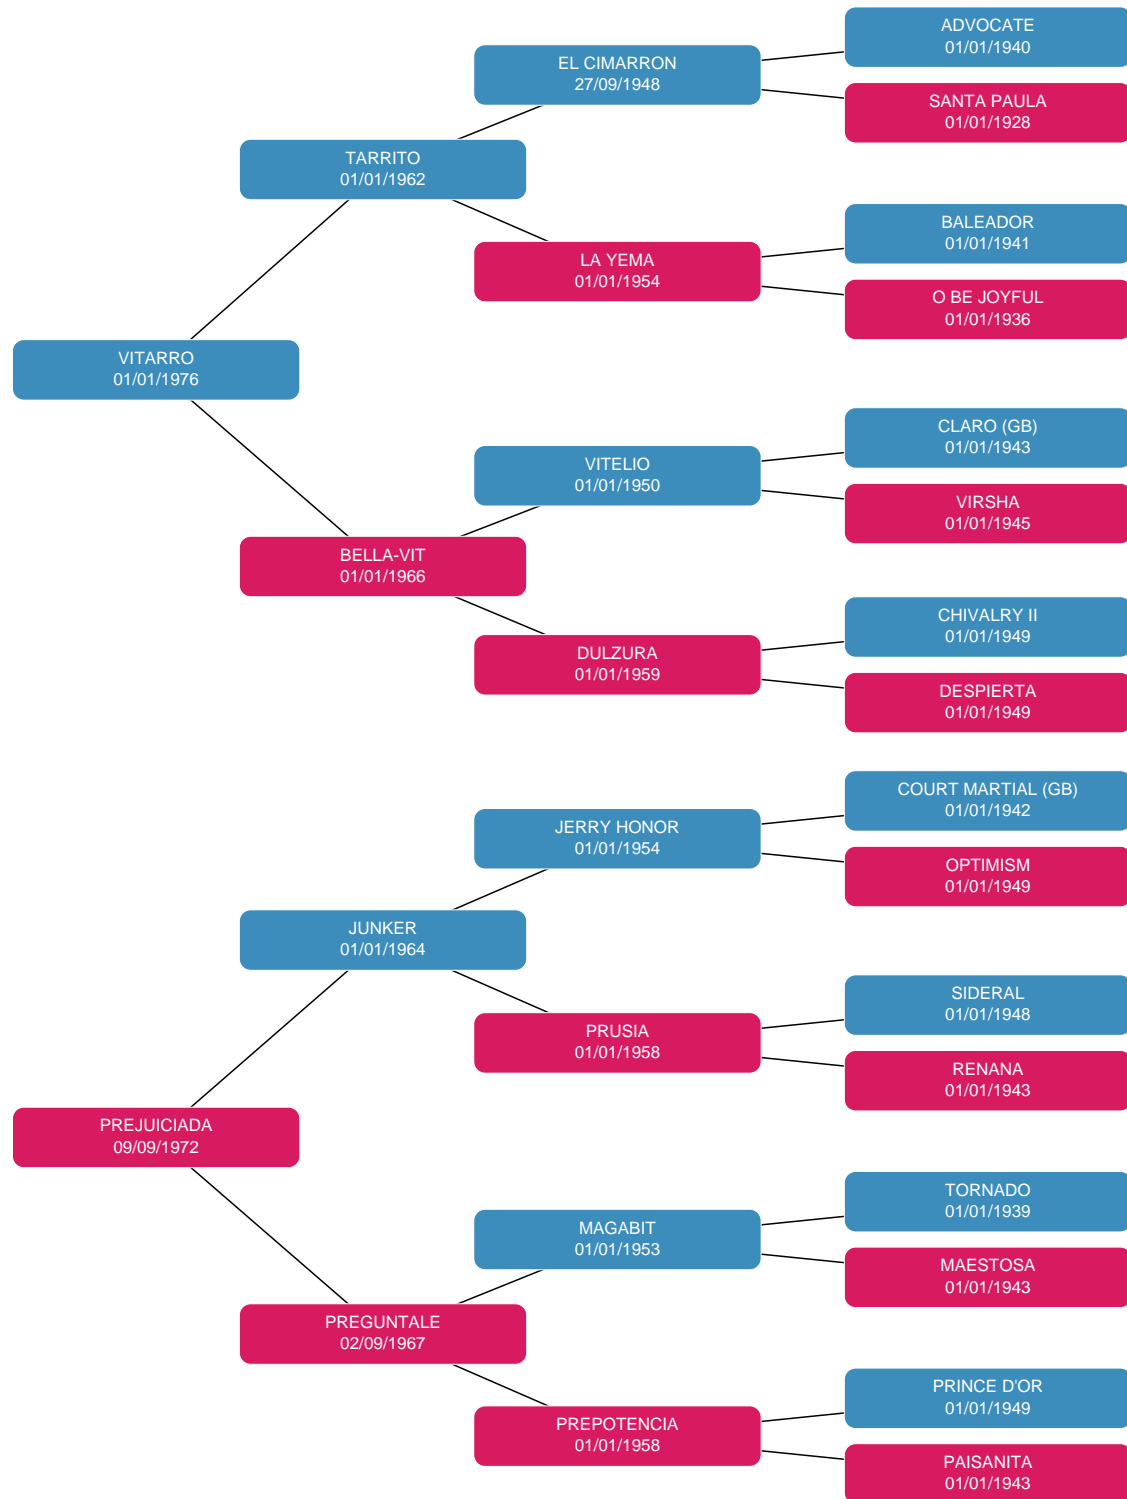 ADVOCATE
01/01/1940
EL CIMARRON
27/09/1948
SANTA PAULA
01/01/1928
TARRITO
01/01/1962
BALEADOR
01/01/1941
LA YEMA
01/01/1954
O BE JOYFUL
01/01/1936
VITARRO
01/01/1976
CLARO (GB)
01/01/1943
VITELIO
01/01/1950
VIRSHA
01/01/1945
BELLA-VIT
01/01/1966
CHIVALRY II
01/01/1949
DULZURA
01/01/1959
DESPIERTA
01/01/1949
COURT MARTIAL (GB)
01/01/1942
JERRY HONOR
01/01/1954
OPTIMISM
01/01/1949
JUNKER
01/01/1964
SIDERAL
01/01/1948
PRUSIA
01/01/1958
RENANA
01/01/1943
PREJUICIADA
09/09/1972
TORNADO
01/01/1939
MAGABIT
01/01/1953
MAESTOSA
01/01/1943
PREGUNTALE
02/09/1967
PRINCE D'OR
01/01/1949
PREPOTENCIA
01/01/1958
PAISANITA
01/01/1943